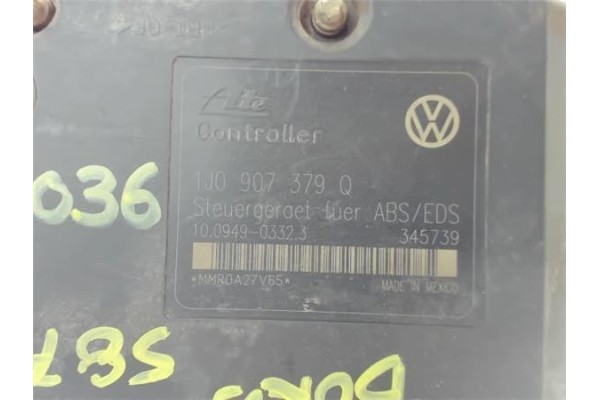 Ate
Controller
1J0 907 379 Q
Steuergeraet fuer ABS/EDS
10.0949-0332.3 345739
*MMR0A27V65*
MADE IN MEXICO
036